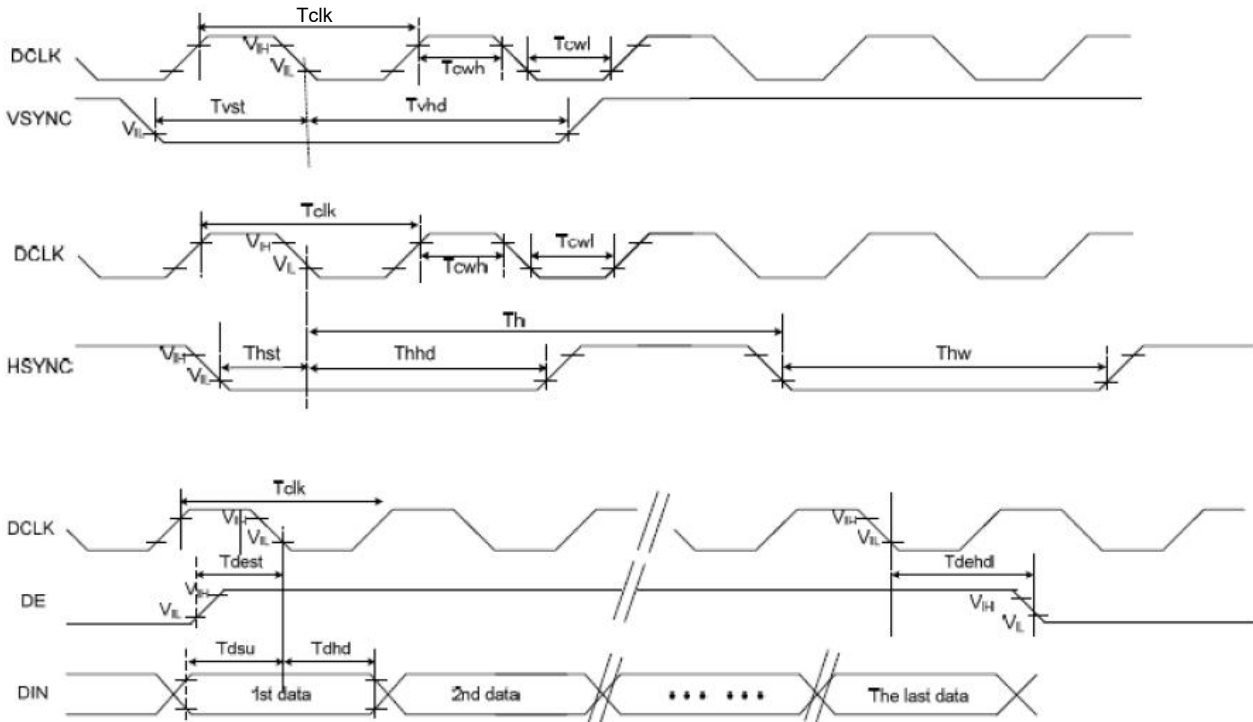 Tclk
DCLK
VIH
VIL
Tcwh
Tcwl
VSYNC
VIL
Tvst
Tvhd
Tclk
DCLK
VIH
VIL
Tcwh
Tcwl
Th
HSYNC
VIH
VIL
Thst
Thhd
Thw
Tclk
DCLK
VIH
VIL
VIH
VIL
Tdest
Tdehd
DE
VIH
VIL
VIH
VIL
Tdsu
Tdhd
DIN
1st data
2nd data
••• •••
The last data